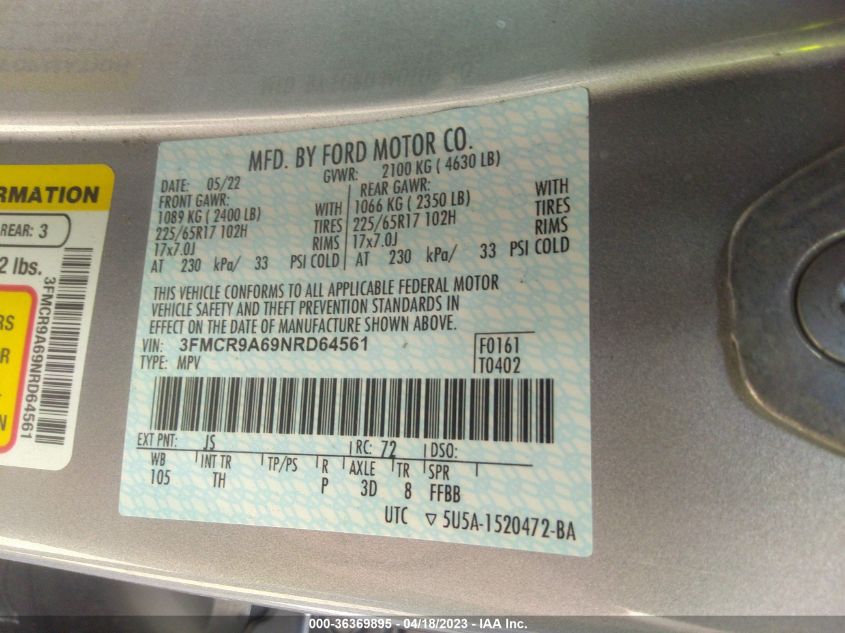 MFD. BY FORD MOTOR CO.
DATE: 05/22 GVWR: 2100 KG ( 4630 LB)
FRONT GAWR: REAR GAWR: WITH
1089 KG ( 2400 LB) WITH 1066 KG ( 2350 LB) TIRES
225/65R17 102H TIRES 225/65R17 102H RIMS
17x7.0J RIMS 17x7.0J
AT 230 kPa/ 33 PSI COLD AT 230 kPa/ 33 PSI COLD
THIS VEHICLE CONFORMS TO ALL APPLICABLE FEDERAL MOTOR
VEHICLE SAFETY AND THEFT PREVENTION STANDARDS IN
EFFECT ON THE DATE OF MANUFACTURE SHOWN ABOVE.
VIN: 3FMCR9A69NRD64561 F0161
TYPE: MPV T0402
EXT PNT: JS RC: 72 DSO:
WB INT TR TP/PS R AXLE TR SPR
105 TH P 3D 8 FFBB
UTC ▽ 5U5A-1520472-BA
RMATION
REAR: 3
2 lbs.
RS
R
N
3FMCR9A69NRD64561
000-36369895 - 04/18/2023 - IAA Inc.